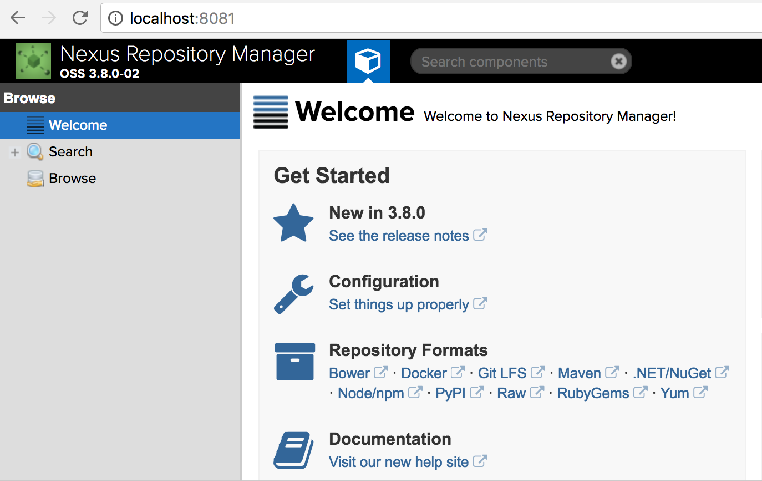 localhost:8081
Nexus Repository Manager
OSS 3.8.0-02
Search components
Browse
Welcome
Search
Browse
Welcome Welcome to Nexus Repository Manager!
Get Started
New in 3.8.0
See the release notes
Configuration
Set things up properly
Repository Formats
Bower · Docker · Git LFS · Maven · .NET/NuGet
· Node/npm · PyPI · Raw · RubyGems · Yum
Documentation
Visit our new help site